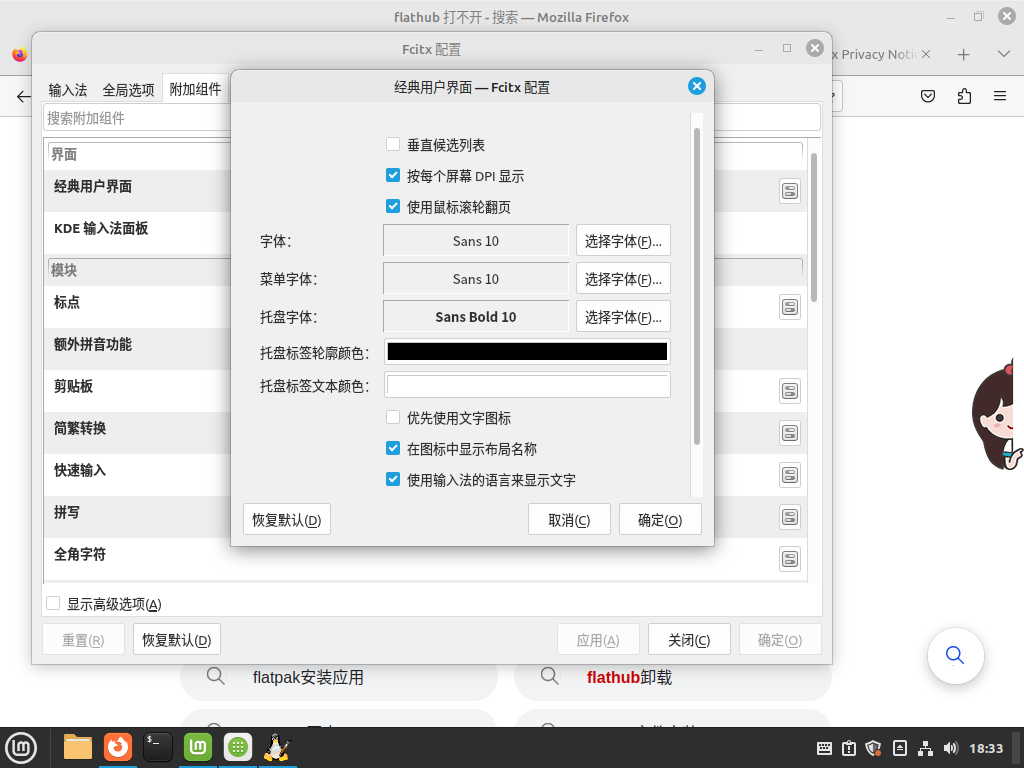 flathub 打不开 - 搜索 — Mozilla Firefox
Fcitx 配置
x Privacy Notic
输入法 全局选项 附加组件
搜索附加组件
界面
经典用户界面
KDE 输入法面板
模块
标点
额外拼音功能
剪贴板
简繁转换
快速输入
拼写
全角字符
显示高级选项(A)
重置(R) 恢复默认(D) 应用(A) 关闭(C) 确定(O)
经典用户界面 — Fcitx 配置
垂直候选列表
按每个屏幕 DPI 显示
使用鼠标滚轮翻页
字体: Sans 10 选择字体(F)...
菜单字体: Sans 10 选择字体(F)...
托盘字体: Sans Bold 10 选择字体(F)...
托盘标签轮廓颜色:
托盘标签文本颜色:
优先使用文字图标
在图标中显示布局名称
使用输入法的语言来显示文字
恢复默认(D) 取消(C) 确定(O)
flatpak安装应用 flathub卸载
18:33